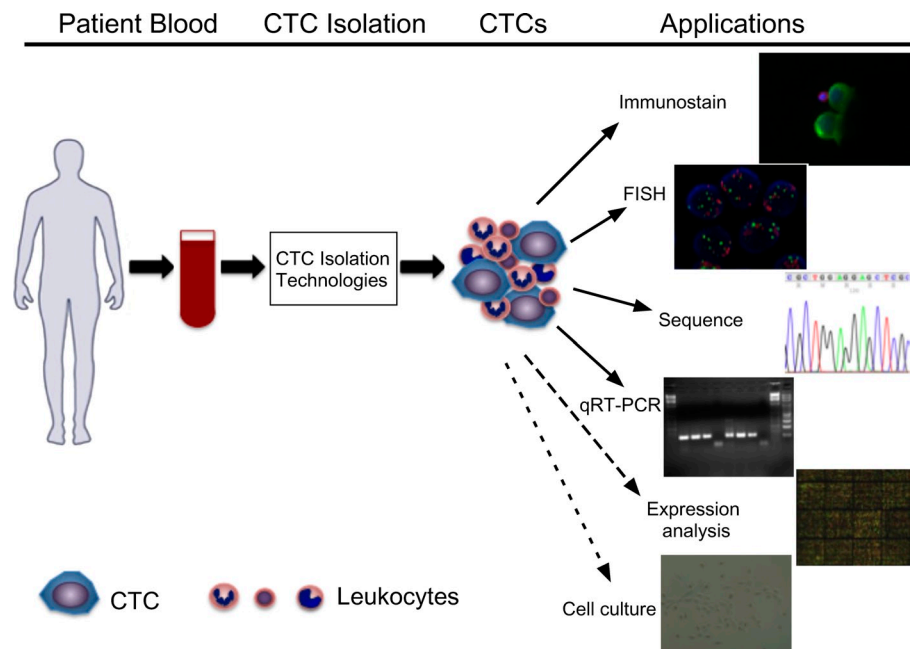 Patient Blood CTC Isolation CTCs Applications
Immunostain
FISH
CTC Isolation
Technologies
Sequence
qRT-PCR
Expression
analysis
Cell culture
CTC
Leukocytes